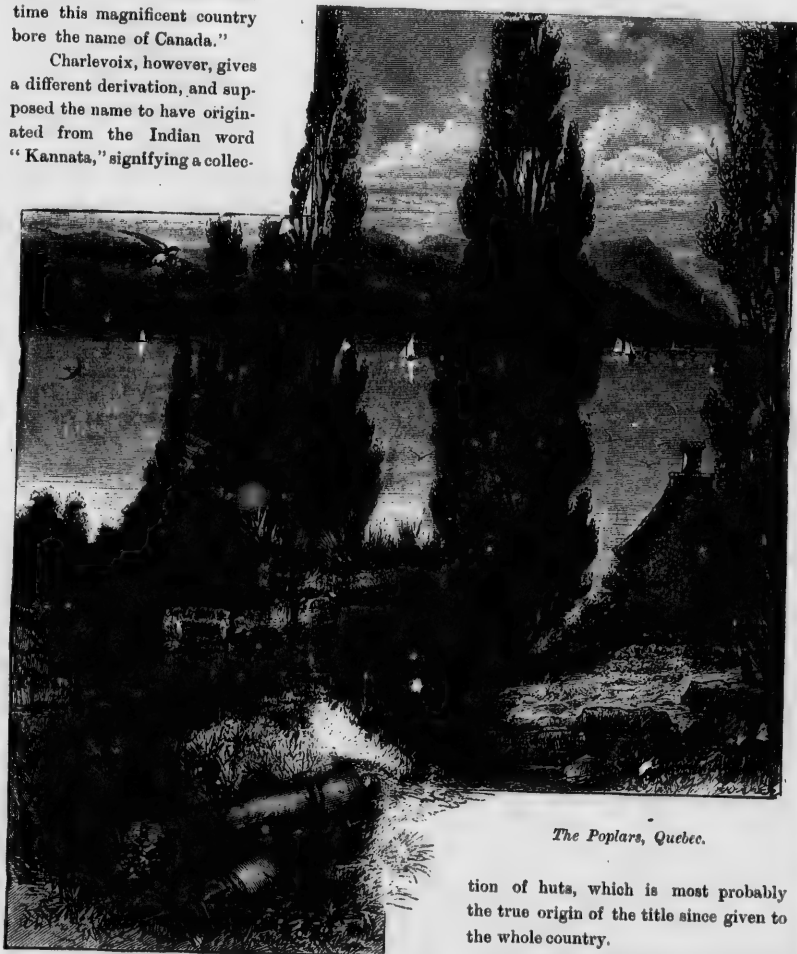 time this magnificent country
bore the name of Canada."
Charlevoix, however, gives
a different derivation, and sup-
posed the name to have origin-
ated from the Indian word
"Kannata," signifying a collec-
The Poplars, Quebec.
tion of huts, which is most probably
the true origin of the title since given to
the whole country.